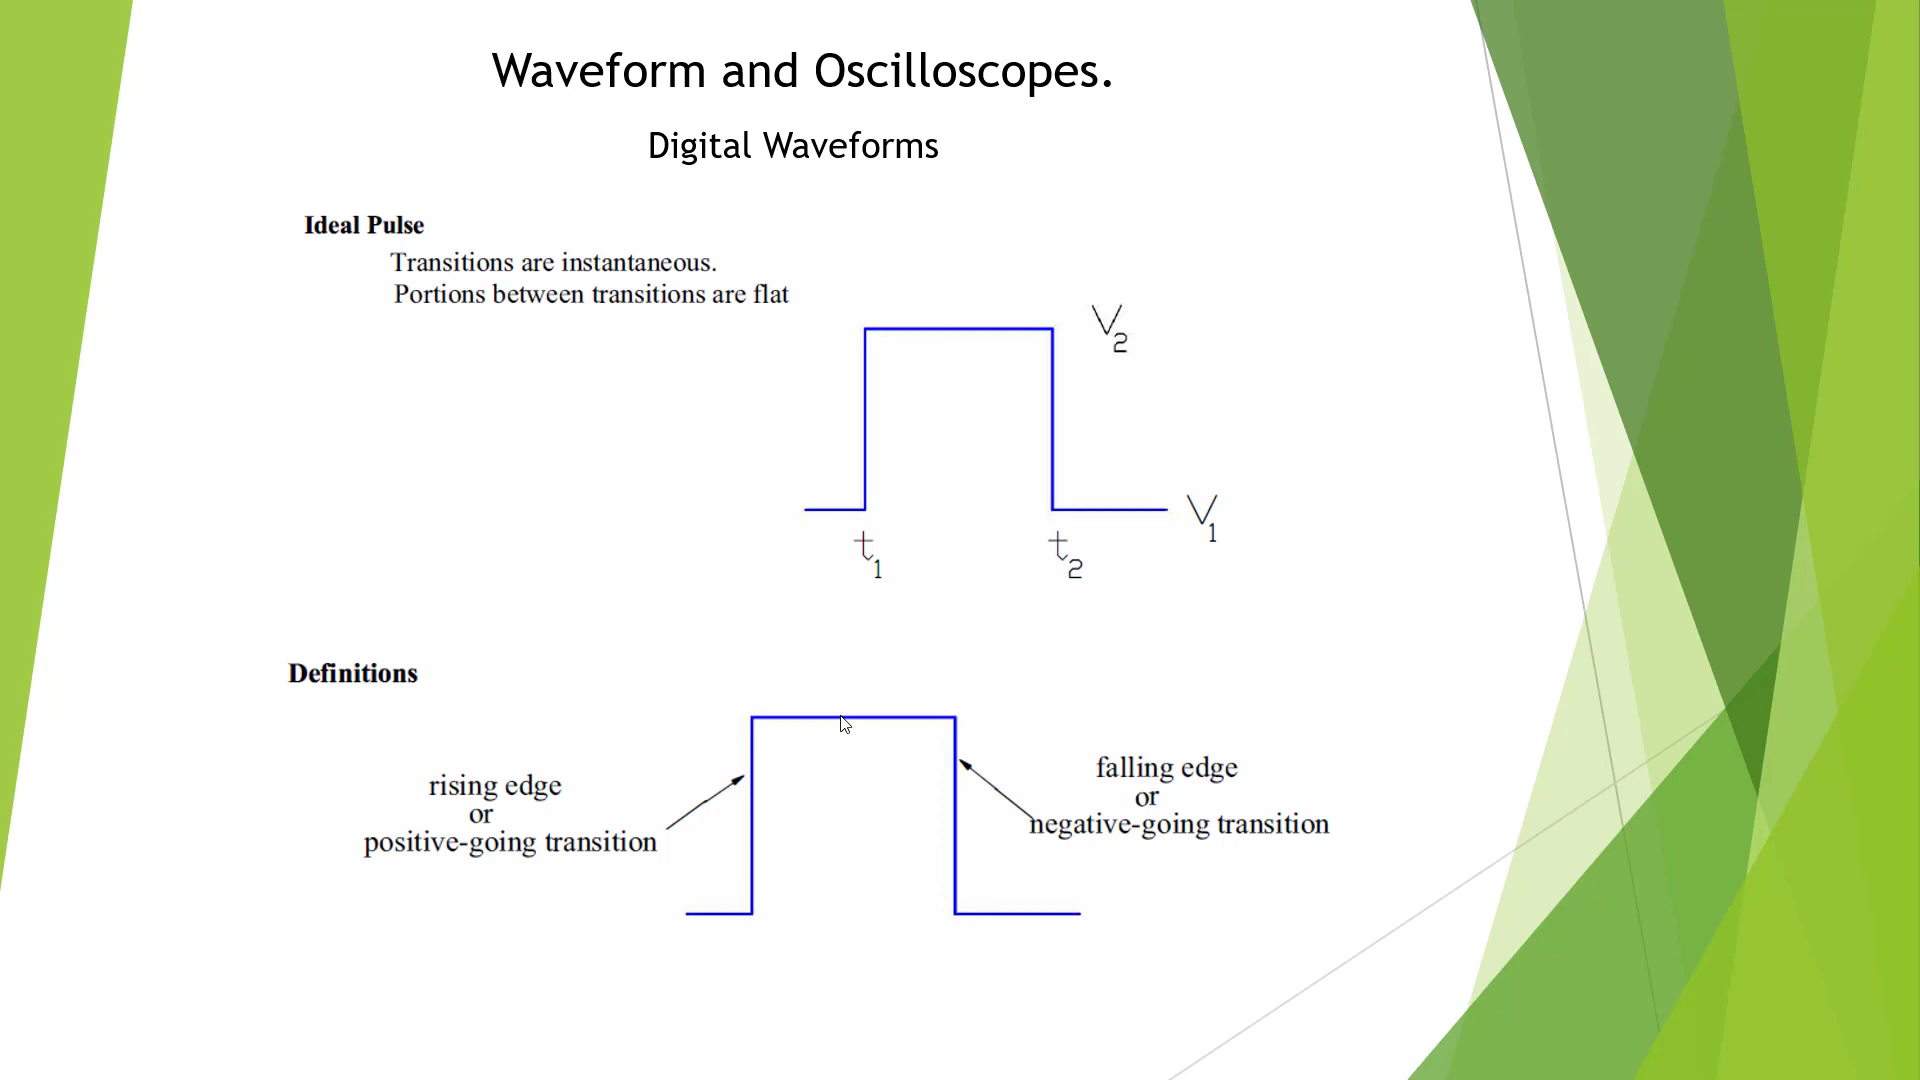 Waveform and Oscilloscopes.
Digital Waveforms
Ideal Pulse
Transitions are instantaneous.
Portions between transitions are flat
V2
V1
t1
t2
Definitions
rising edge
or
positive-going transition
falling edge
or
negative-going transition